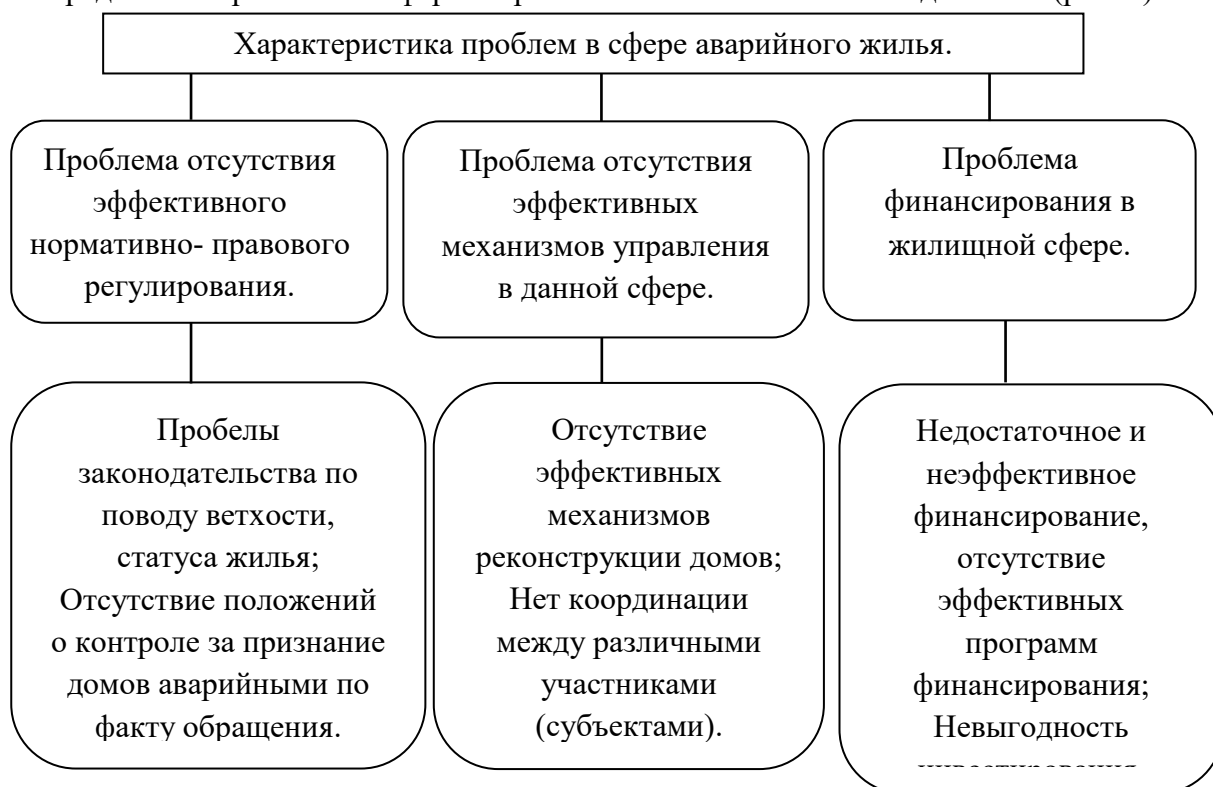 Характеристика проблем в сфере аварийного жилья.
Проблема отсутствия
эффективного
нормативно- правового
регулирования.
Проблема отсутствия
эффективных
механизмов управления
в данной сфере.
Проблема
финансирования в
жилищной сфере.
Пробелы
законодательства по
поводу ветхости,
статуса жилья;
Отсутствие положений
о контроле за признание
домов аварийными по
факту обращения.
Отсутствие
эффективных
механизмов
реконструкции домов;
Нет координации
между различными
участниками
(субъектами).
Недостаточное и
неэффективное
финансирование,
отсутствие
эффективных
программ
финансирования;
Невыгодность